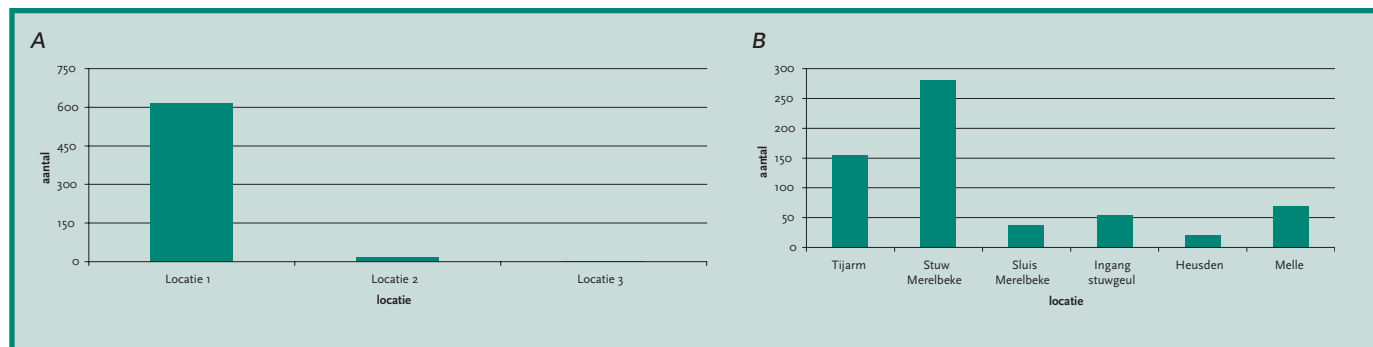 A
750
600
450
300
150
0
aantal
Locatie 1
Locatie 2
Locatie 3
locatie
B
300
250
200
150
100
50
0
aantal
Tijarm
Stuw
Merelbeke
Sluis
Merelbeke
Ingang
stuwgeul
Heusden
Melle
locatie